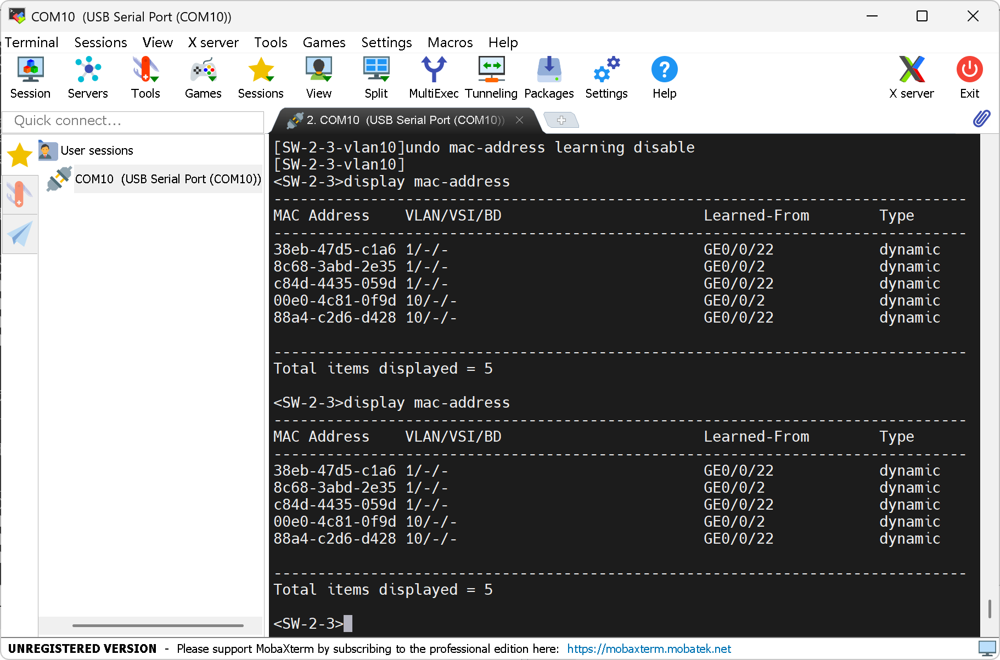 COM10  (USB Serial Port (COM10))
Terminal Sessions View X server Tools Games Settings Macros Help
Session Servers Tools Games Sessions View Split MultiExec Tunneling Packages Settings Help X server Exit
Quick connect...
2. COM10  (USB Serial Port (COM10))
User sessions
COM10  (USB Serial Port (COM10))
[SW-2-3-vlan10]undo mac-address learning disable
[SW-2-3-vlan10]
<SW-2-3>display mac-address
-------------------------------------------------------------------------------
MAC Address    VLAN/VSI/BD                       Learned-From        Type
-------------------------------------------------------------------------------
38eb-47d5-c1a6 1/-/-                             GE0/0/22            dynamic
8c68-3abd-2e35 1/-/-                             GE0/0/2             dynamic
c84d-4435-059d 1/-/-                             GE0/0/22            dynamic
00e0-4c81-0f9d 10/-/-                            GE0/0/2             dynamic
88a4-c2d6-d428 10/-/-                            GE0/0/22            dynamic
-------------------------------------------------------------------------------
Total items displayed = 5
<SW-2-3>display mac-address
-------------------------------------------------------------------------------
MAC Address    VLAN/VSI/BD                       Learned-From        Type
-------------------------------------------------------------------------------
38eb-47d5-c1a6 1/-/-                             GE0/0/22            dynamic
8c68-3abd-2e35 1/-/-                             GE0/0/2             dynamic
c84d-4435-059d 1/-/-                             GE0/0/22            dynamic
00e0-4c81-0f9d 10/-/-                            GE0/0/2             dynamic
88a4-c2d6-d428 10/-/-                            GE0/0/22            dynamic
-------------------------------------------------------------------------------
Total items displayed = 5
<SW-2-3>
UNREGISTERED VERSION  -  Please support MobaXterm by subscribing to the professional edition here:  https://mobaxterm.mobatek.net